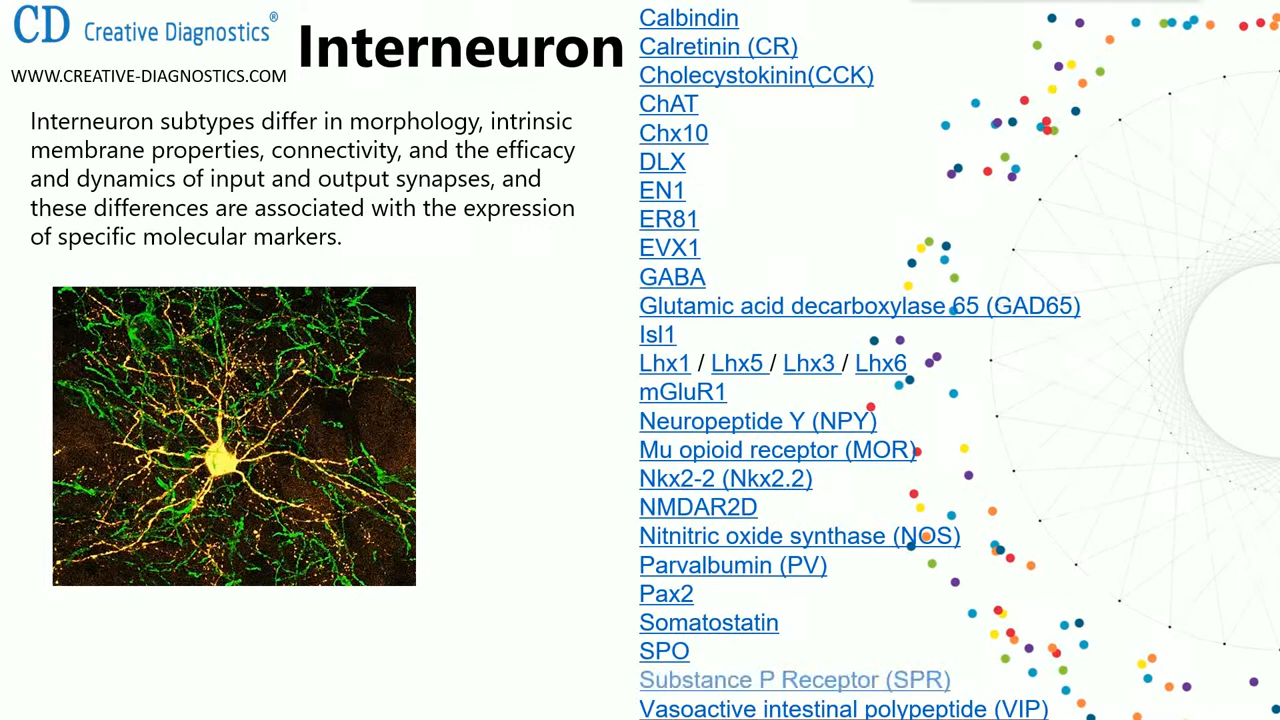 CD Creative Diagnostics®
WWW.CREATIVE-DIAGNOSTICS.COM
Interneuron
Interneuron subtypes differ in morphology, intrinsic
membrane properties, connectivity, and the efficacy
and dynamics of input and output synapses, and
these differences are associated with the expression
of specific molecular markers.
Calbindin
Calretinin (CR)
Cholecystokinin(CCK)
ChAT
Chx10
DLX
EN1
ER81
EVX1
GABA
Glutamic acid decarboxylase 65 (GAD65)
Isl1
Lhx1 / Lhx5 / Lhx3 / Lhx6
mGluR1
Neuropeptide Y (NPY)
Mu opioid receptor (MOR)
Nkx2-2 (Nkx2.2)
NMDAR2D
Nitnitric oxide synthase (NOS)
Parvalbumin (PV)
Pax2
Somatostatin
SPO
Substance P Receptor (SPR)
Vasoactive intestinal polypeptide (VIP)